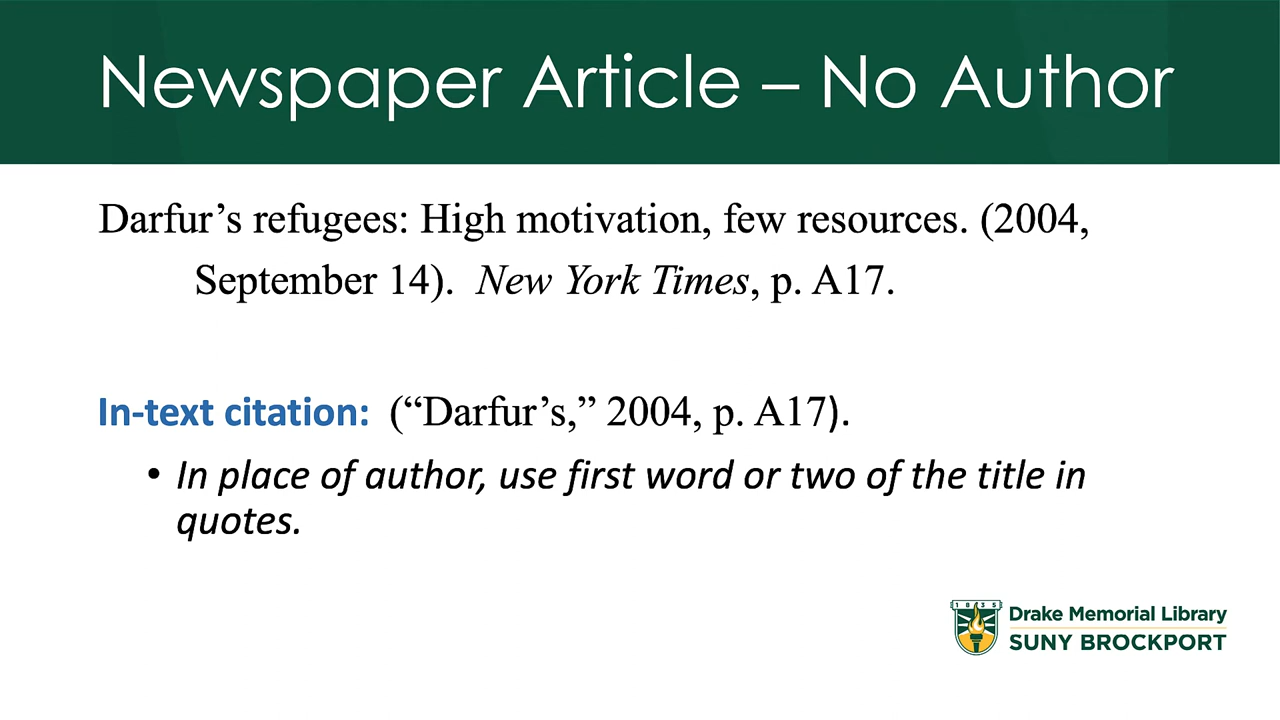 Newspaper Article – No Author
Darfur’s refugees: High motivation, few resources. (2004,
September 14).  New York Times, p. A17.
In-text citation:  (“Darfur’s,” 2004, p. A17).
• In place of author, use first word or two of the title in
quotes.
1835
Drake Memorial Library
SUNY BROCKPORT